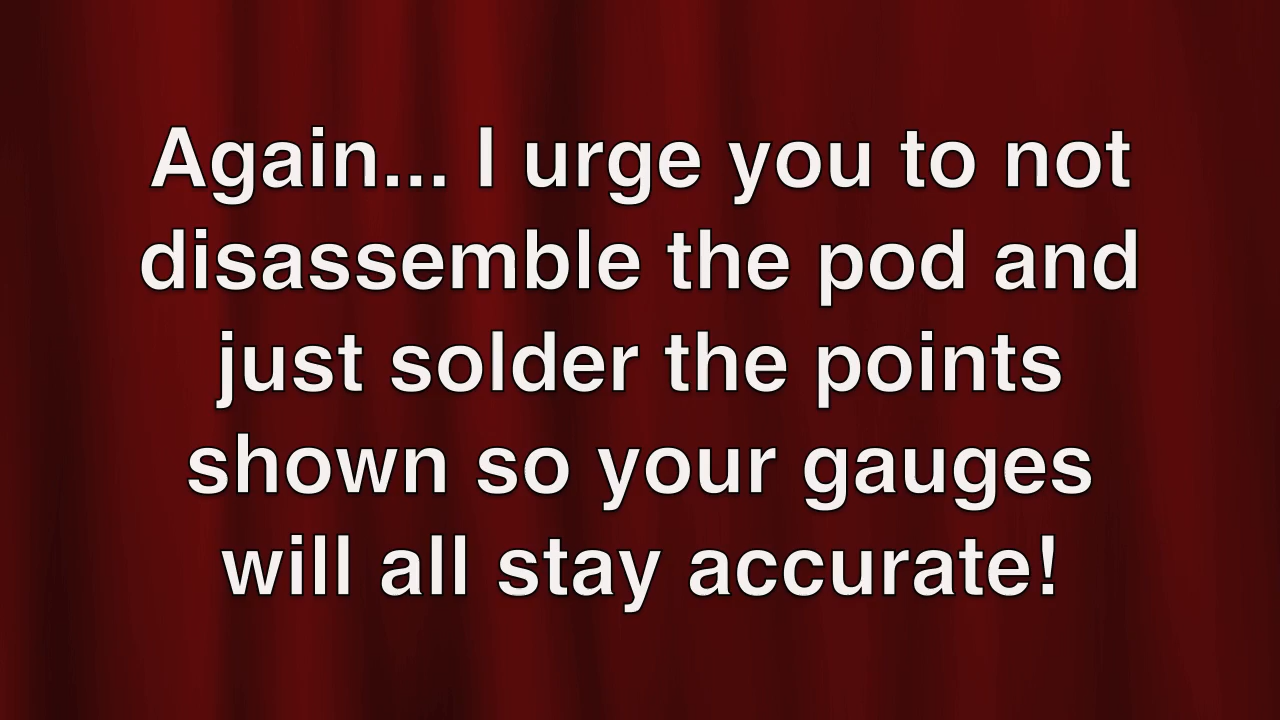 Again... I urge you to not
disassemble the pod and
just solder the points
shown so your gauges
will all stay accurate!